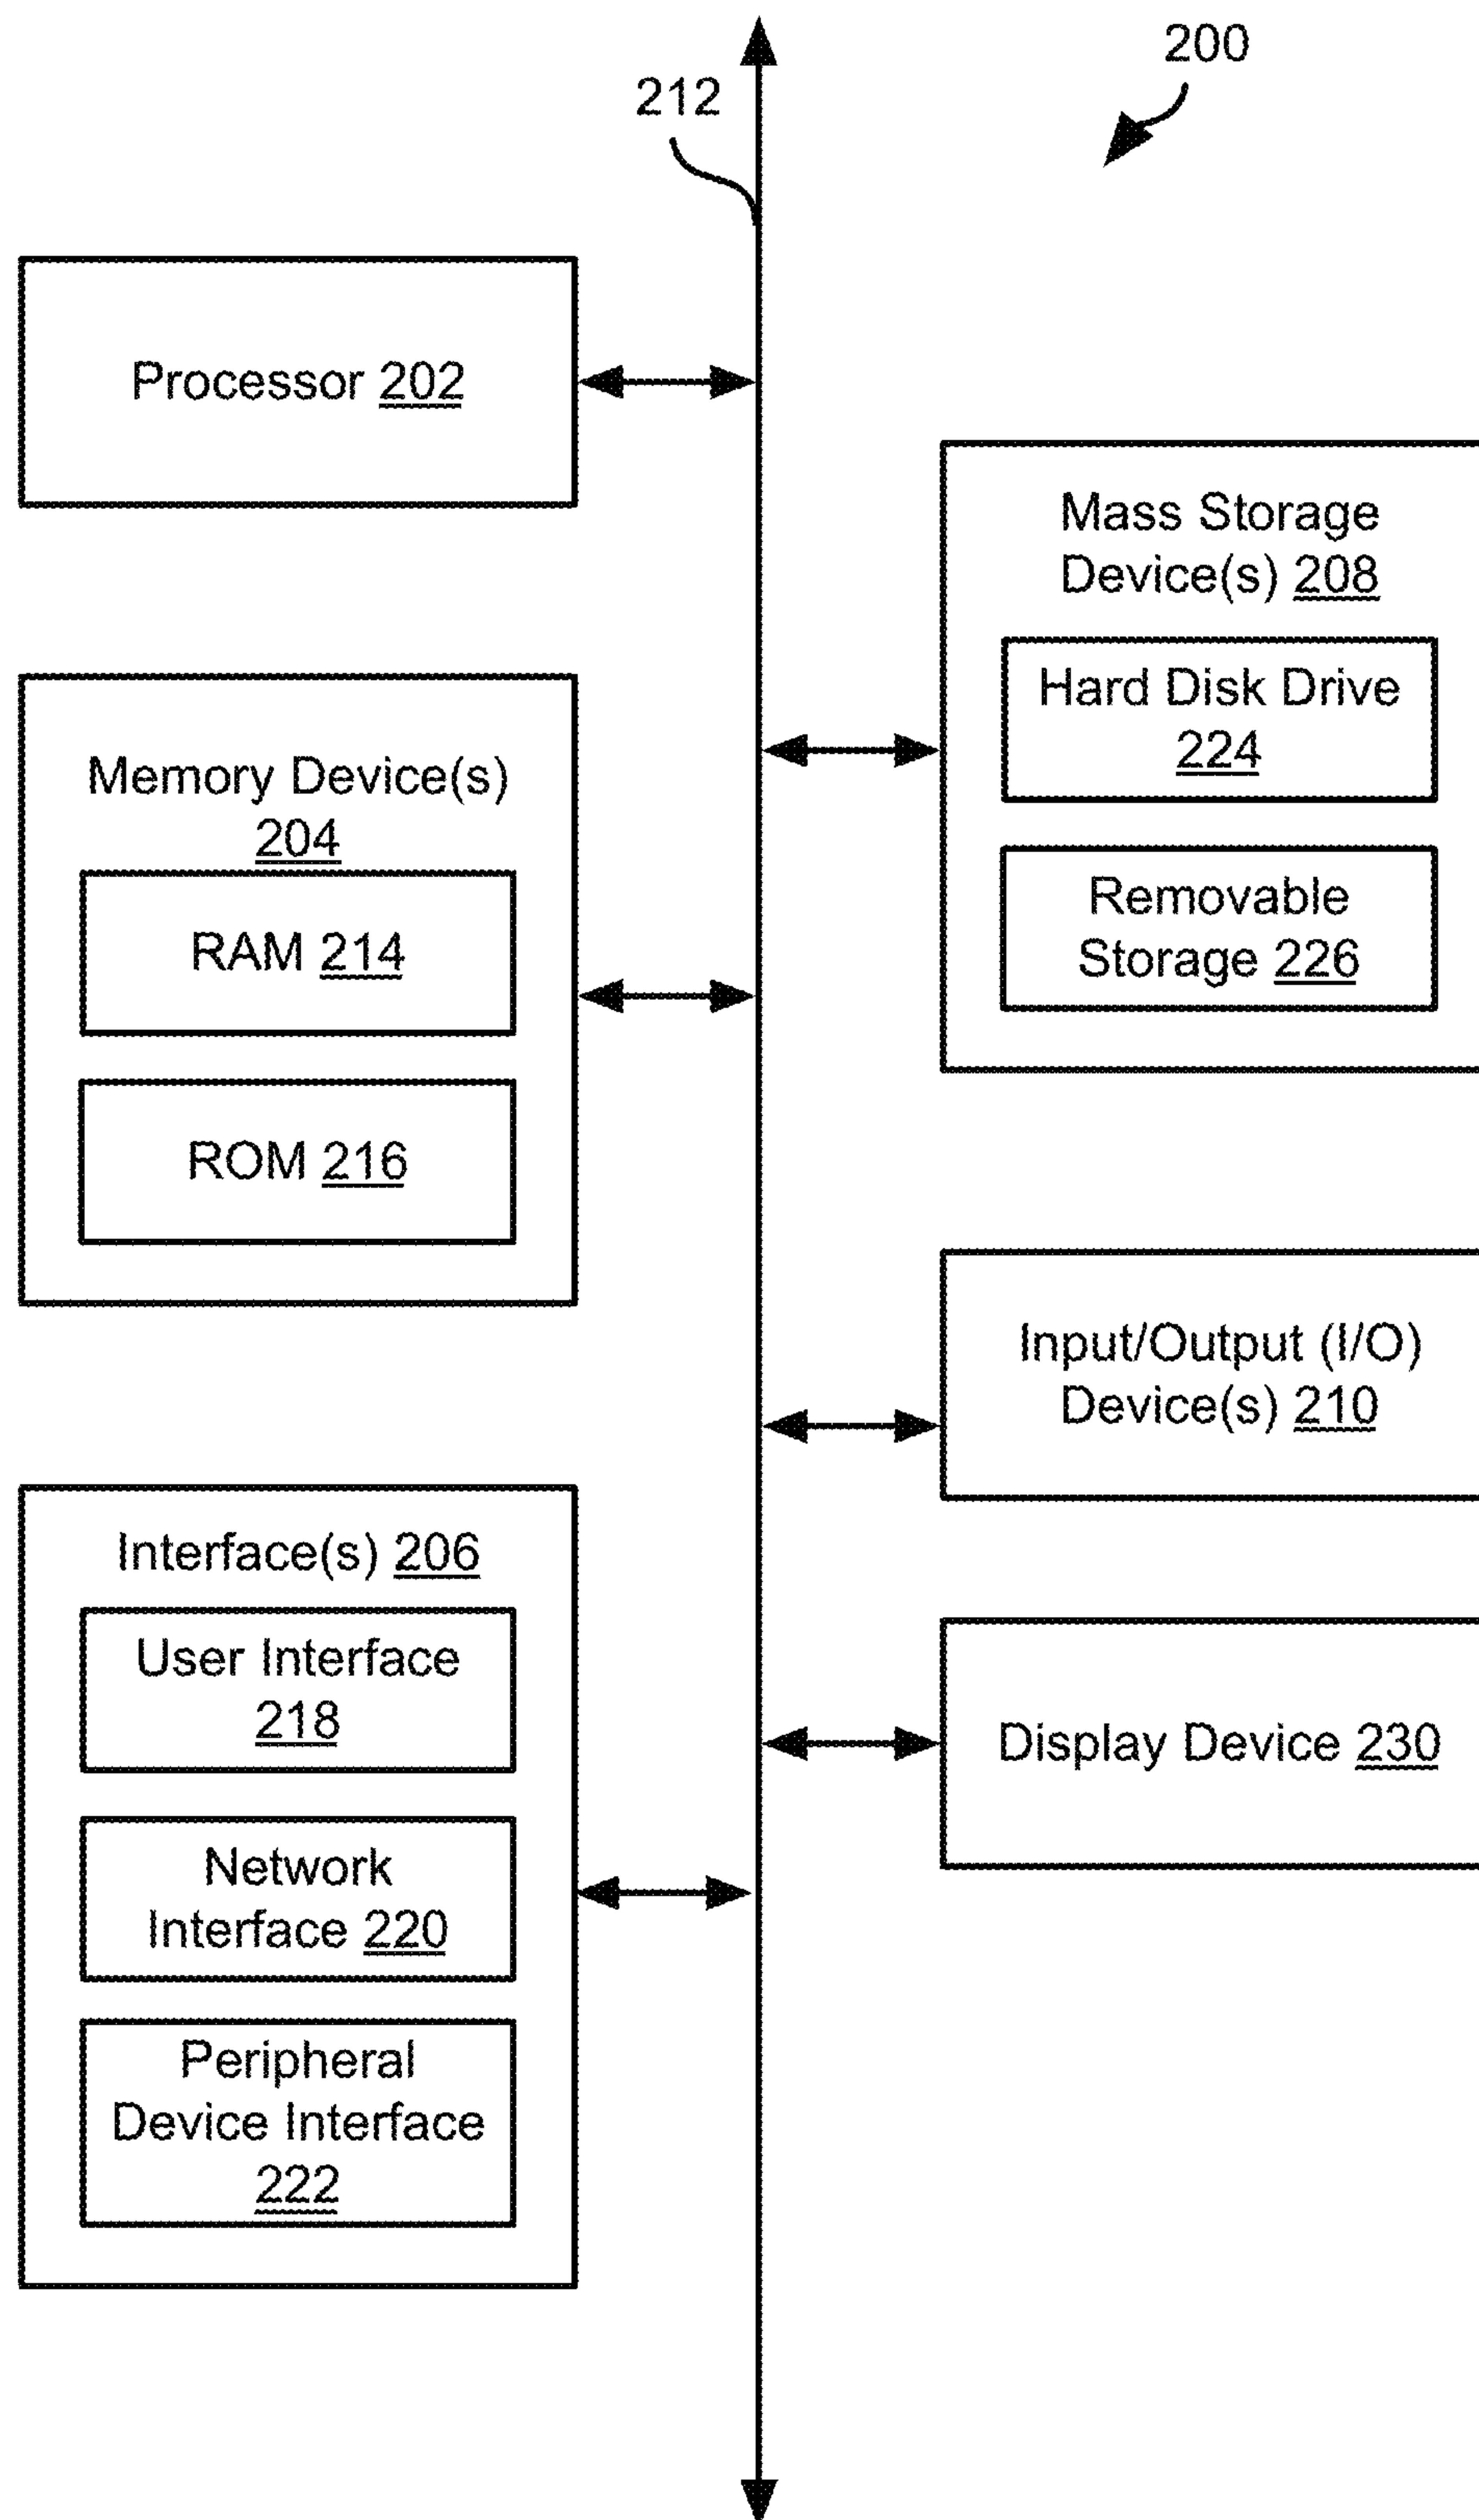 200
212
Processor 202
Mass Storage
Device(s) 208
Hard Disk Drive
224
Removable
Storage 226
Memory Device(s)
204
RAM 214
ROM 216
Input/Output (I/O)
Device(s) 210
Interface(s) 206
User Interface
218
Network
Interface 220
Peripheral
Device Interface
222
Display Device 230